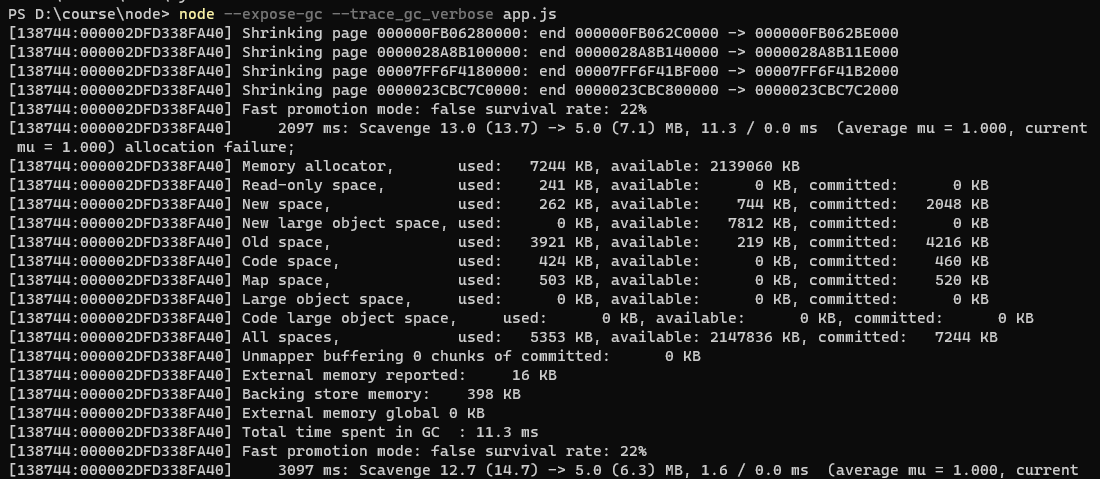 PS D:\course\node> node --expose-gc --trace_gc_verbose app.js
[138744:000002DFD338FA40] Shrinking page 000000FB06280000: end 000000FB062C0000 -> 000000FB062BE000
[138744:000002DFD338FA40] Shrinking page 0000028A8B100000: end 0000028A8B140000 -> 0000028A8B11E000
[138744:000002DFD338FA40] Shrinking page 00007FF6F4180000: end 00007FF6F41BF000 -> 00007FF6F41B2000
[138744:000002DFD338FA40] Shrinking page 0000023CBC7C0000: end 0000023CBC800000 -> 0000023CBC7C2000
[138744:000002DFD338FA40] Fast promotion mode: false survival rate: 22%
[138744:000002DFD338FA40]     2097 ms: Scavenge 13.0 (13.7) -> 5.0 (7.1) MB, 11.3 / 0.0 ms  (average mu = 1.000, current
 mu = 1.000) allocation failure;
[138744:000002DFD338FA40] Memory allocator,       used:   7244 KB, available: 2139060 KB
[138744:000002DFD338FA40] Read-only space,        used:    241 KB, available:      0 KB, committed:      0 KB
[138744:000002DFD338FA40] New space,              used:    262 KB, available:    744 KB, committed:   2048 KB
[138744:000002DFD338FA40] New large object space, used:      0 KB, available:   7812 KB, committed:      0 KB
[138744:000002DFD338FA40] Old space,              used:   3921 KB, available:    219 KB, committed:   4216 KB
[138744:000002DFD338FA40] Code space,             used:    424 KB, available:      0 KB, committed:    460 KB
[138744:000002DFD338FA40] Map space,              used:    503 KB, available:      0 KB, committed:    520 KB
[138744:000002DFD338FA40] Large object space,     used:      0 KB, available:      0 KB, committed:      0 KB
[138744:000002DFD338FA40] Code large object space,     used:      0 KB, available:      0 KB, committed:      0 KB
[138744:000002DFD338FA40] All spaces,             used:   5353 KB, available: 2147836 KB, committed:   7244 KB
[138744:000002DFD338FA40] Unmapper buffering 0 chunks of committed:      0 KB
[138744:000002DFD338FA40] External memory reported:     16 KB
[138744:000002DFD338FA40] Backing store memory:    398 KB
[138744:000002DFD338FA40] External memory global 0 KB
[138744:000002DFD338FA40] Total time spent in GC  : 11.3 ms
[138744:000002DFD338FA40] Fast promotion mode: false survival rate: 22%
[138744:000002DFD338FA40]     3097 ms: Scavenge 12.7 (14.7) -> 5.0 (6.3) MB, 1.6 / 0.0 ms  (average mu = 1.000, current